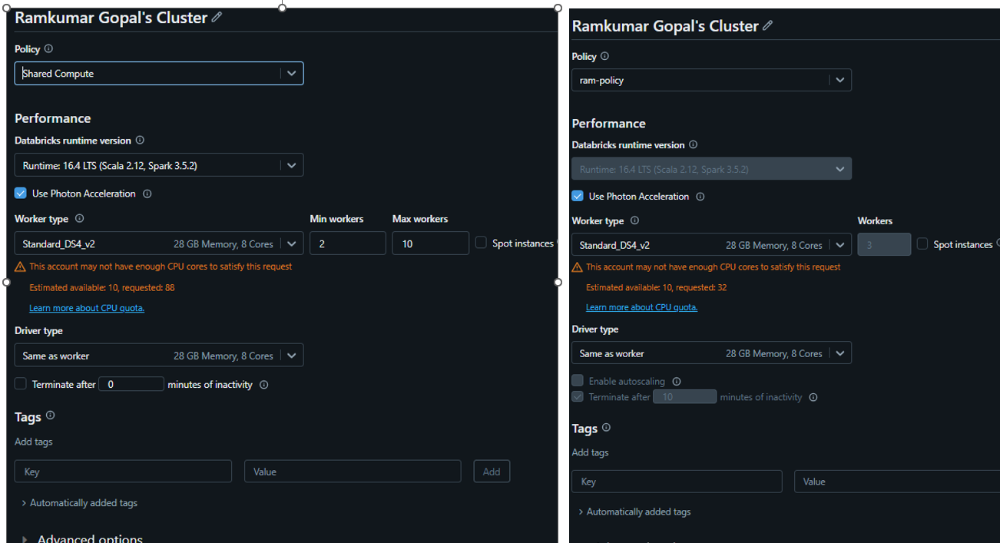 Ramkumar Gopal's Cluster
Policy
Shared Compute
Performance
Databricks runtime version
Runtime: 16.4 LTS (Scala 2.12, Spark 3.5.2)
Use Photon Acceleration
Worker type Min workers Max workers
Standard_DS4_v2 28 GB Memory, 8 Cores 2 10 Spot instances
This account may not have enough CPU cores to satisfy this request
Estimated available: 10, requested: 88
Learn more about CPU quota.
Driver type
Same as worker 28 GB Memory, 8 Cores
Terminate after 0 minutes of inactivity
Tags
Add tags
Key Value Add
Automatically added tags
Advanced options
Ramkumar Gopal's Cluster
Policy
ram-policy
Performance
Databricks runtime version
Runtime: 16.4 LTS (Scala 2.12, Spark 3.5.2)
Use Photon Acceleration
Worker type Workers
Standard_DS4_v2 28 GB Memory, 8 Cores 3 Spot instances
This account may not have enough CPU cores to satisfy this request
Estimated available: 10, requested: 32
Learn more about CPU quota.
Driver type
Same as worker 28 GB Memory, 8 Cores
Enable autoscaling
Terminate after 10 minutes of inactivity
Tags
Add tags
Key Value
Automatically added tags